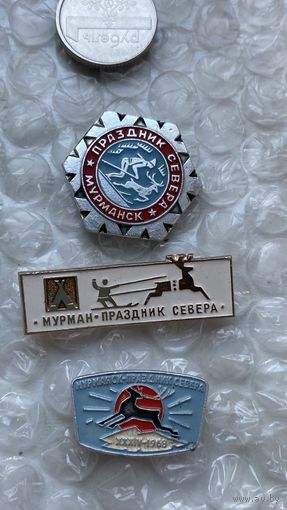 РУБЛЬ
ПРАЗДНИК СЕВЕРА
МУРМАНСК
• МУРМАН • ПРАЗДНИК СЕВЕРА •
МУРМАНСК-ПРАЗДНИК СЕВЕРА
XXXIV-1968
www.ay.by